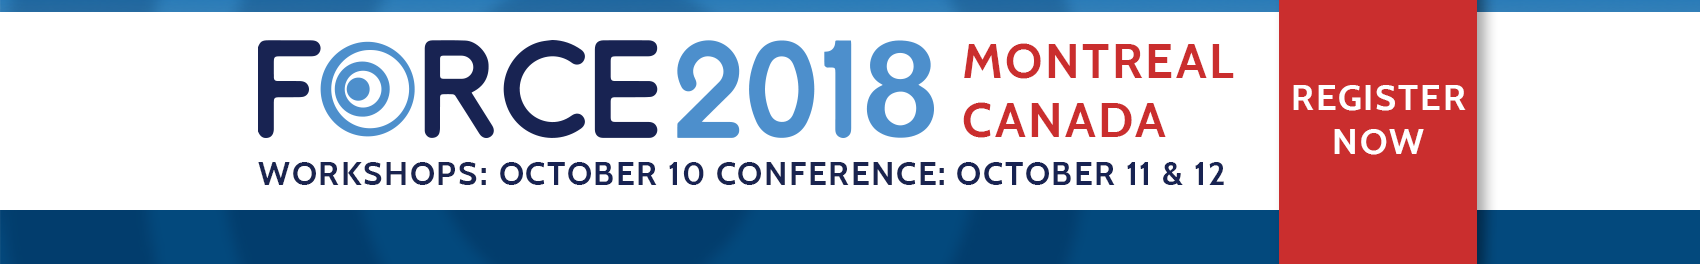 FORCE2018
MONTREAL
CANADA
WORKSHOPS: OCTOBER 10 CONFERENCE: OCTOBER 11 & 12
REGISTER
NOW